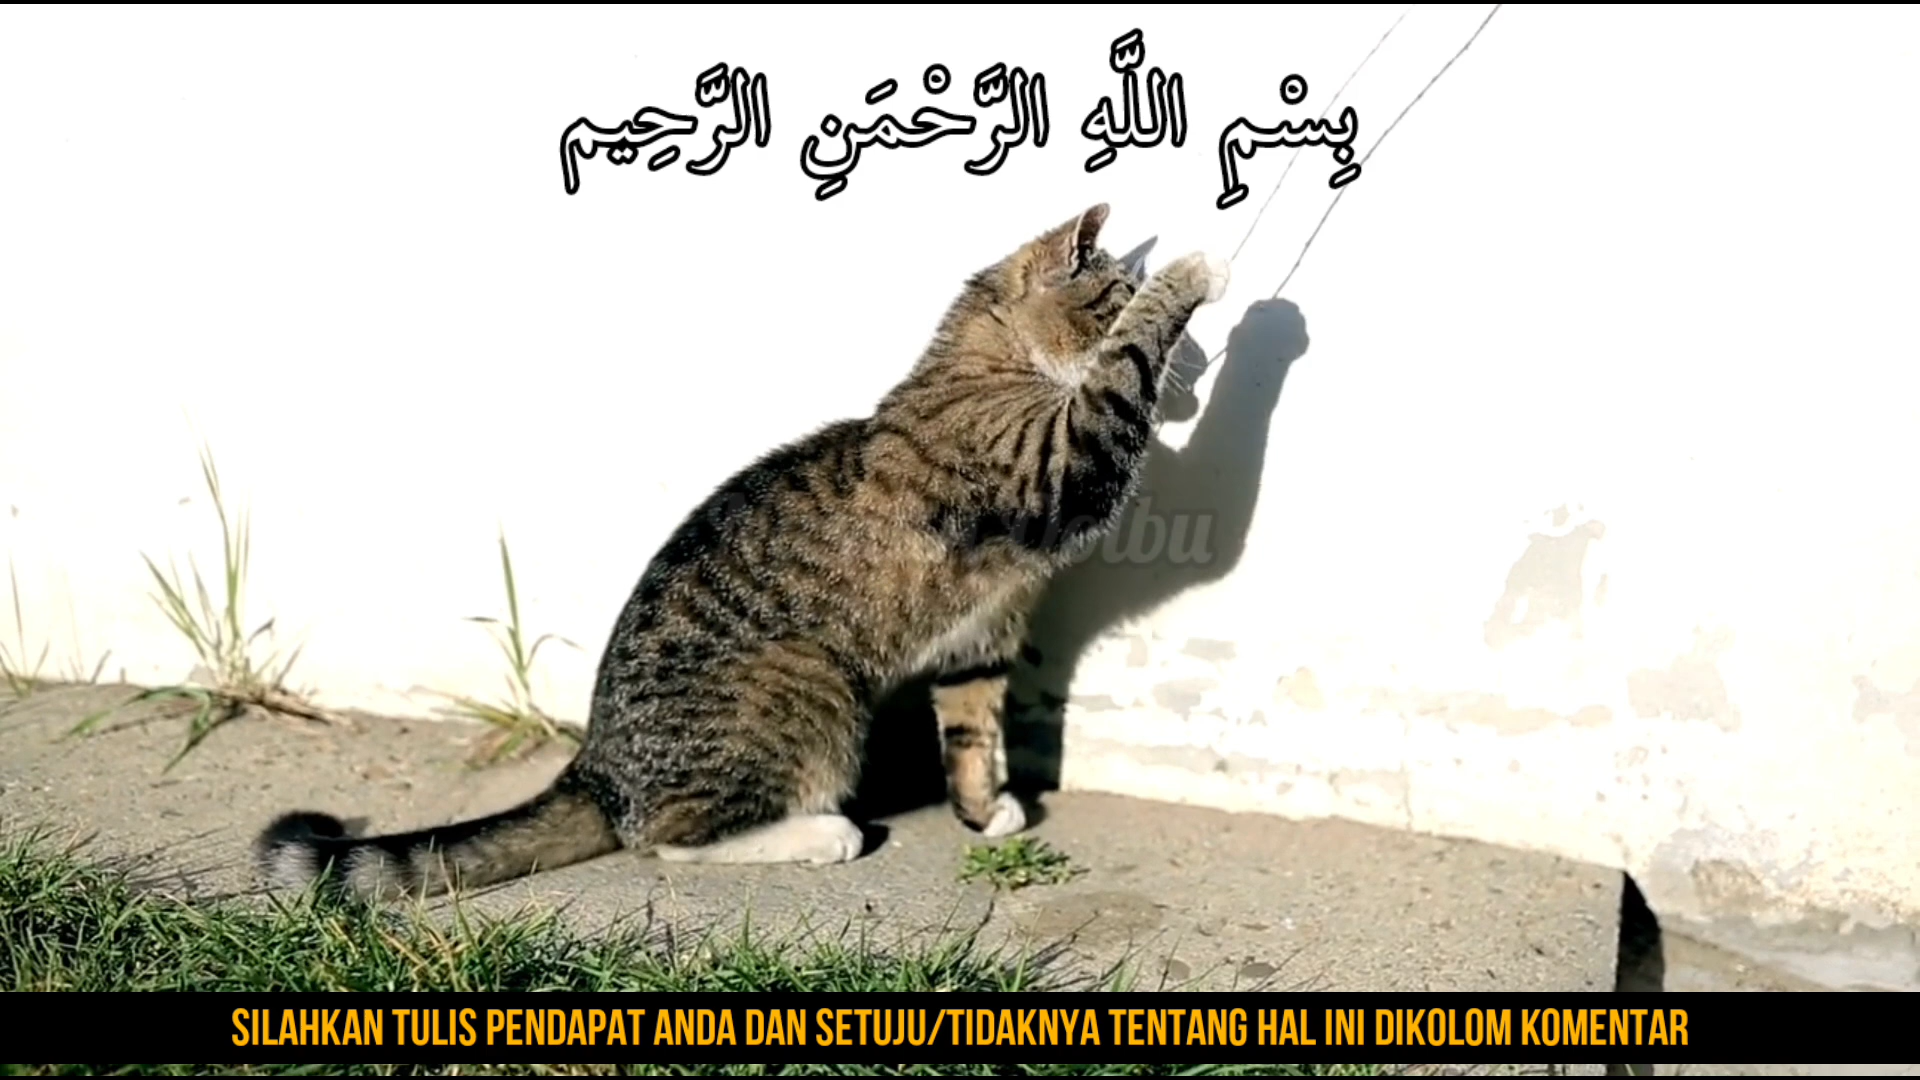 بِسْمِ اللَّهِ الرَّحْمَنِ الرَّحِيم
SILAHKAN TULIS PENDAPAT ANDA DAN SETUJU/TIDAKNYA TENTANG HAL INI DIKOLOM KOMENTAR